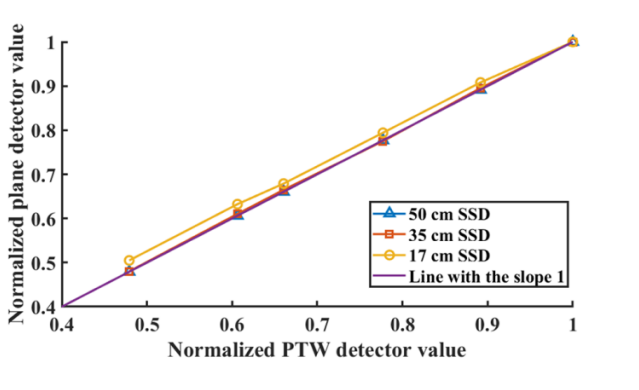 Normalized plane detector value
1
0.9
0.8
0.7
0.6
0.5
0.4
50 cm SSD
35 cm SSD
17 cm SSD
Line with the slope 1
0.4 0.5 0.6 0.7 0.8 0.9 1
Normalized PTW detector value